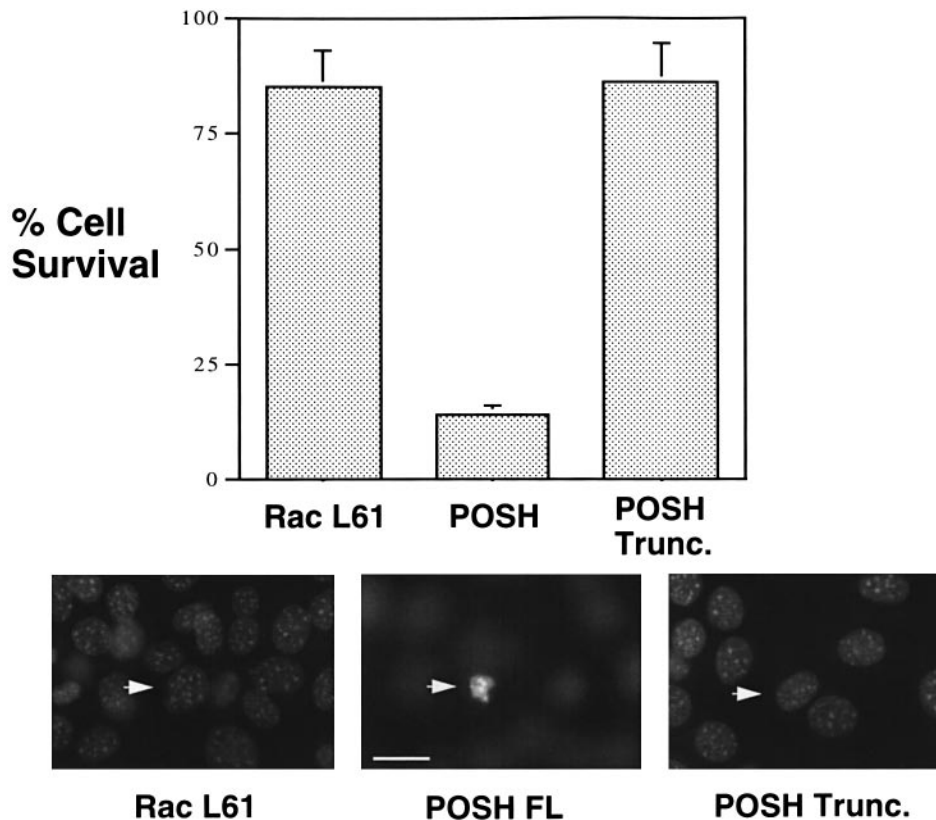 100
75
% Cell
Survival
50
25
0
Rac L61
POSH
POSH
Trunc.
Rac L61
POSH FL
POSH Trunc.